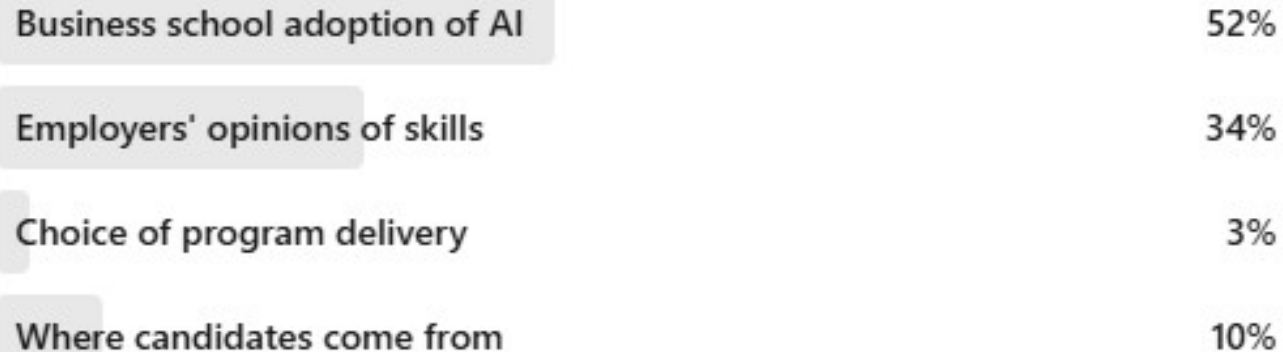 Business school adoption of AI 52%
Employers' opinions of skills 34%
Choice of program delivery 3%
Where candidates come from 10%